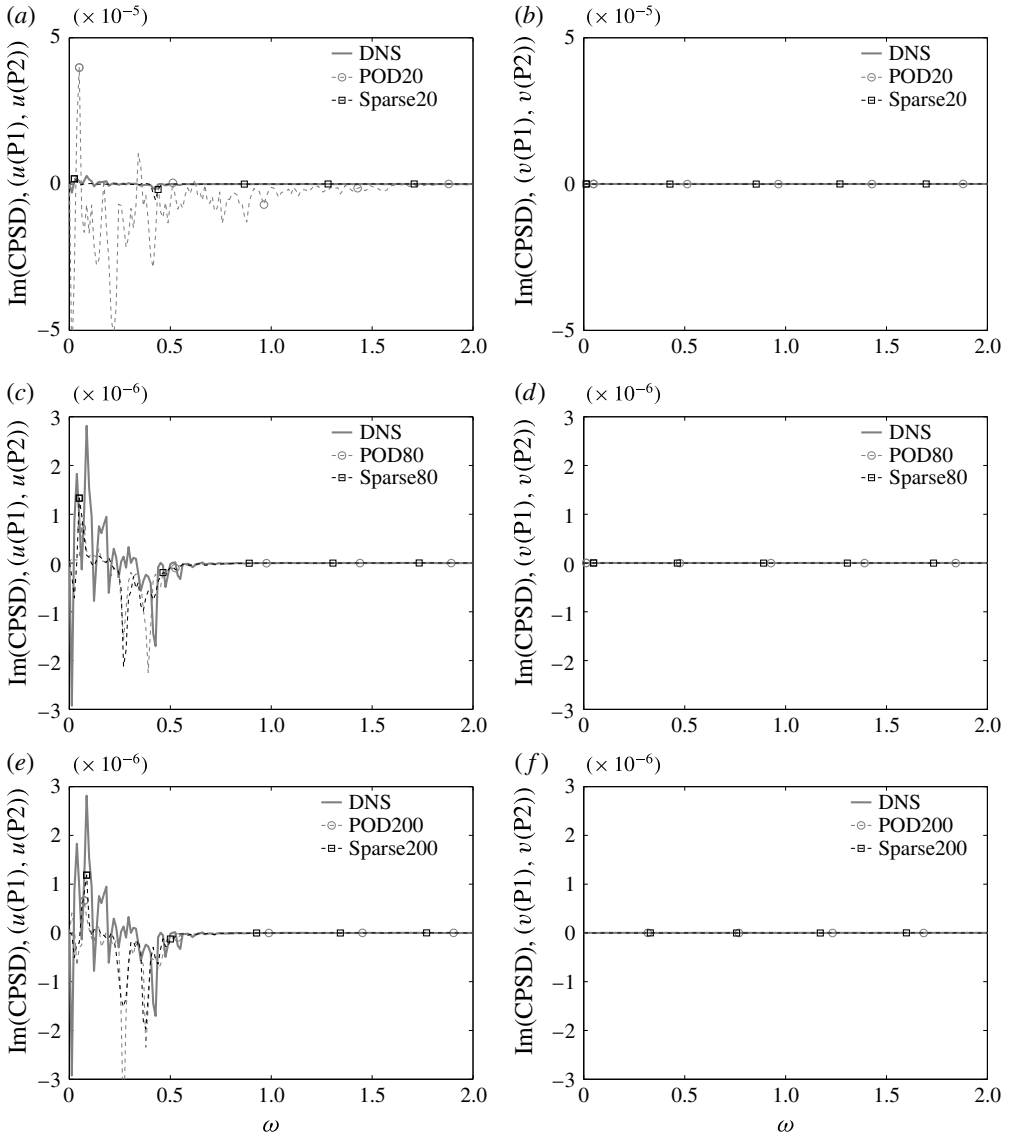 (a) (× 10−5)
5
0
−5
Im(CPSD), (u(P1), u(P2))
DNS
POD20
Sparse20
0 0.5 1.0 1.5 2.0
(b) (× 10−5)
5
0
−5
Im(CPSD), (v(P1), v(P2))
DNS
POD20
Sparse20
0 0.5 1.0 1.5 2.0
(c) (× 10−6)
3
2
1
0
−1
−2
−3
Im(CPSD), (u(P1), u(P2))
DNS
POD80
Sparse80
0 0.5 1.0 1.5 2.0
(d) (× 10−6)
3
2
1
0
−1
−2
−3
Im(CPSD), (v(P1), v(P2))
DNS
POD80
Sparse80
0 0.5 1.0 1.5 2.0
(e) (× 10−6)
3
2
1
0
−1
−2
−3
Im(CPSD), (u(P1), u(P2))
DNS
POD200
Sparse200
0 0.5 1.0 1.5 2.0
ω
(f) (× 10−6)
3
2
1
0
−1
−2
−3
Im(CPSD), (v(P1), v(P2))
DNS
POD200
Sparse200
0 0.5 1.0 1.5 2.0
ω